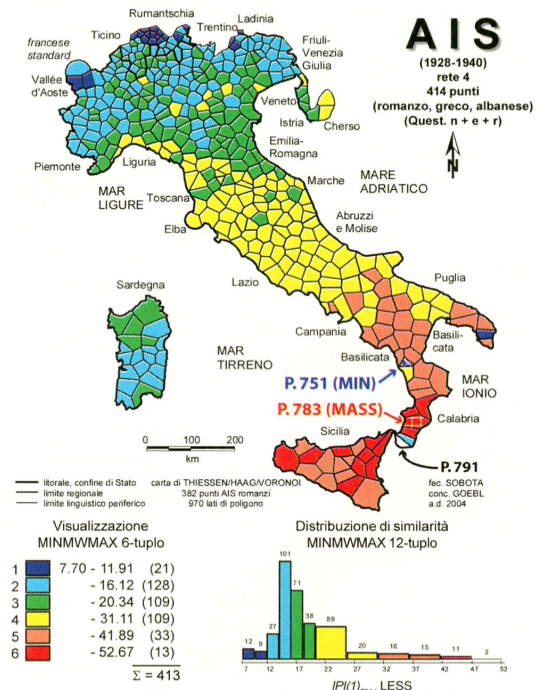 AIS
(1928-1940)
rete 4
414 punti
(romanzo, greco, albanese)
(Quest. n + e + r)
N
Rumantschia
Ladinia
Ticino
Trentino
francese
standard
Friuli-
Venezia
Giulia
Vallée
d'Aoste
Veneto
Istria
Cherso
Emilia-
Romagna
Piemonte
Liguria
MAR
LIGURE
Toscana
Marche
MARE
ADRIATICO
Elba
Abruzzi
e Molise
Lazio
Puglia
Sardegna
Campania
Basili-
cata
MAR
TIRRENO
Basilicata
P.751 (MIN)
MAR
IONIO
P.783 (MASS)
Calabria
Sicilia
0 100 200
km
P.791
litorale, confine di Stato
limite regionale
limite linguistico periferico
carta di THIESSEN/HAAG/VORONOI
382 punti AIS romanzi
970 lati di poligono
fec. SOBOTA
conc. GOEBL
a.d. 2004
Visualizzazione
MINMWMAX 6-tuplo
1 7.70 - 11.91 (21)
2 - 16.12 (128)
3 - 20.34 (109)
4 - 31.11 (109)
5 - 41.89 (33)
6 - 52.67 (13)
Σ = 413
Distribuzione di similarità
MINMWMAX 12-tuplo
12 9 27 101 71 38 89 20 16 15 11 2
7 12 17 22 27 32 37 42 47 52
IPI(1) LESS